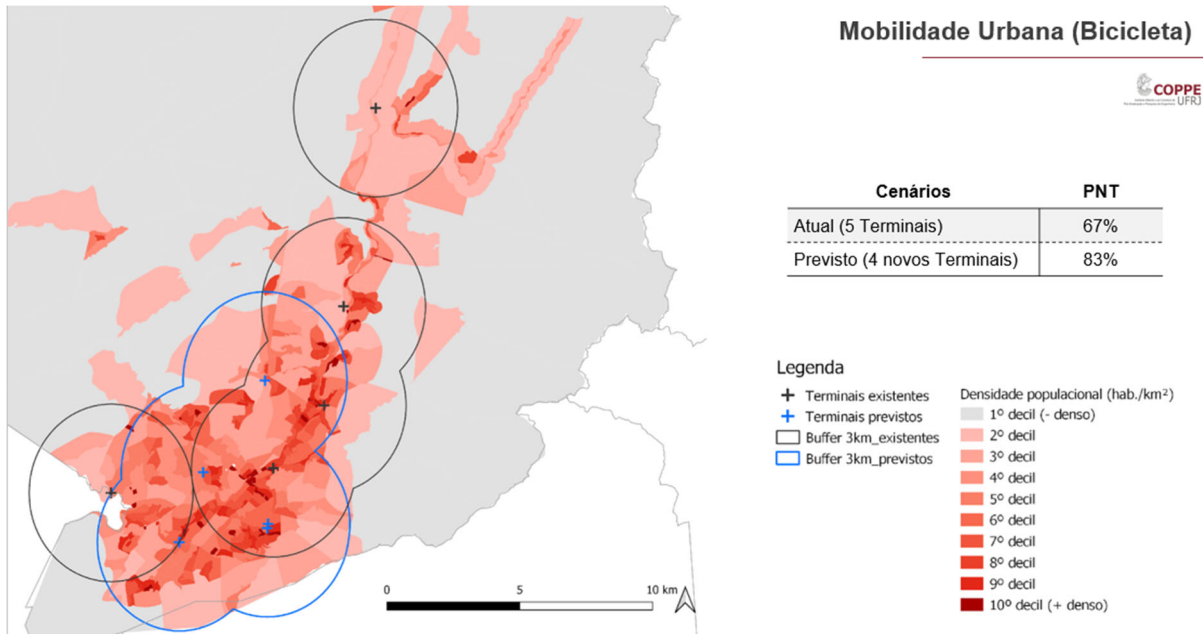 Mobilidade Urbana (Bicicleta)
COPPE
UFRJ
Cenários PNT
Atual (5 Terminais) 67%
Previsto (4 novos Terminais) 83%
Legenda
Terminais existentes
Terminais previstos
Buffer 3km_existentes
Buffer 3km_previstos
Densidade populacional (hab./km²)
1º decil (- denso)
2º decil
3º decil
4º decil
5º decil
6º decil
7º decil
8º decil
9º decil
10º decil (+ denso)
0 5 10 km